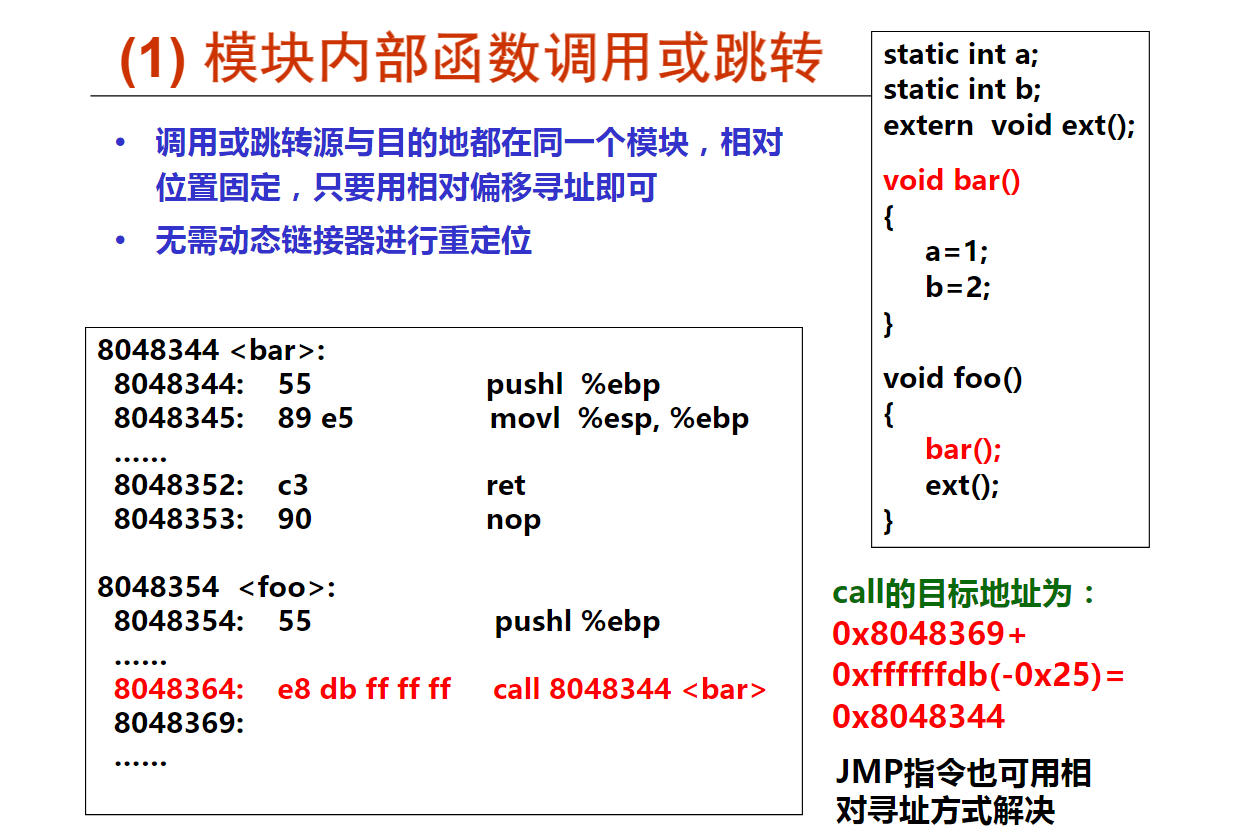 (1) 模块内部函数调用或跳转
• 调用或跳转源与目的地都在同一个模块，相对
位置固定，只要用相对偏移寻址即可
• 无需动态链接器进行重定位
static int a;
static int b;
extern void ext();
void bar()
{
a=1;
b=2;
}
void foo()
{
bar();
ext();
}
8048344 <bar>:
8048344: 55 pushl %ebp
8048345: 89 e5 movl %esp, %ebp
......
8048352: c3 ret
8048353: 90 nop
8048354 <foo>:
8048354: 55 pushl %ebp
......
8048364: e8 db ff ff ff call 8048344 <bar>
8048369:
......
call的目标地址为：
0x8048369+
0xffffffdb(-0x25)=
0x8048344
JMP指令也可用相
对寻址方式解决